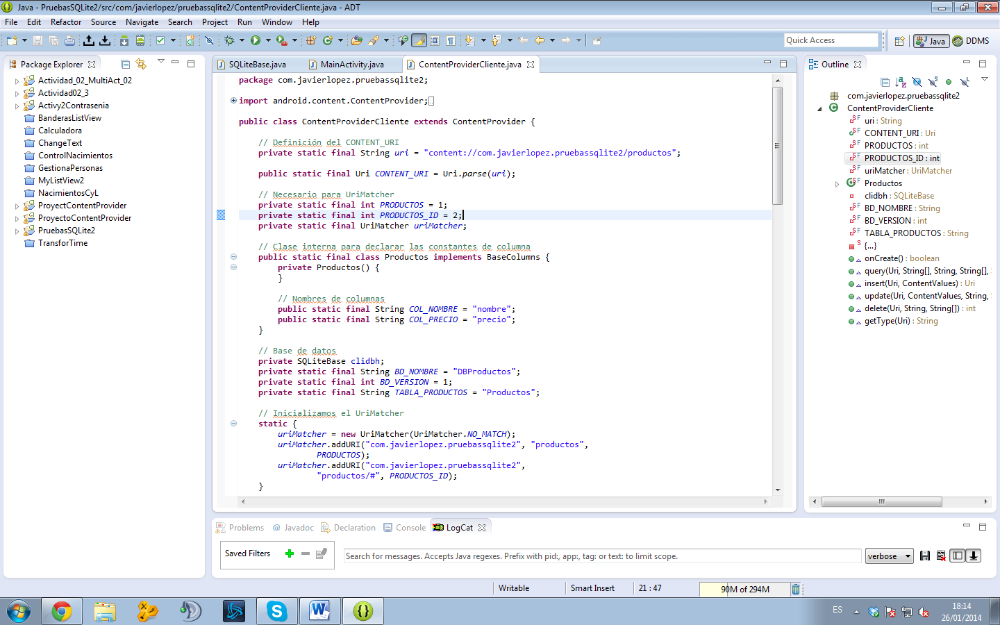 Java - PruebasSQLite2/src/com/javierlopez/pruebassqlite2/ContentProviderCliente.java - ADT
File Edit Refactor Source Navigate Search Project Run Window Help
Quick Access
Java
DDMS
Package Explorer
Actividad_02_MultiAct_02
Actividad02_3
Activy2Contrasenia
BanderasListView
Calculadora
ChangeText
ControlNacimientos
GestionaPersonas
MyListView2
NacimientosCyL
ProyectContentProvider
ProyectoContentProvider
PruebasSQLite2
TransforTime
SQLiteBase.java MainActivity.java ContentProviderCliente.java
package com.javierlopez.pruebassqlite2;
import android.content.ContentProvider;
public class ContentProviderCliente extends ContentProvider {
// Definición del CONTENT_URI
private static final String uri = "content://com.javierlopez.pruebassqlite2/productos";
public static final Uri CONTENT_URI = Uri.parse(uri);
// Necesario para UriMatcher
private static final int PRODUCTOS = 1;
private static final int PRODUCTOS_ID = 2;
private static final UriMatcher uriMatcher;
// Clase interna para declarar las constantes de columna
public static final class Productos implements BaseColumns {
private Productos() {
}
// Nombres de columnas
public static final String COL_NOMBRE = "nombre";
public static final String COL_PRECIO = "precio";
}
// Base de datos
private SQLiteBase clidbh;
private static final String BD_NOMBRE = "DBProductos";
private static final int BD_VERSION = 1;
private static final String TABLA_PRODUCTOS = "Productos";
// Inicializamos el UriMatcher
static {
uriMatcher = new UriMatcher(UriMatcher.NO_MATCH);
uriMatcher.addURI("com.javierlopez.pruebassqlite2", "productos",
PRODUCTOS);
uriMatcher.addURI("com.javierlopez.pruebassqlite2",
"productos/#", PRODUCTOS_ID);
}
Outline
com.javierlopez.pruebassqlite2
ContentProviderCliente
uri : String
CONTENT_URI : Uri
PRODUCTOS : int
PRODUCTOS_ID : int
uriMatcher : UriMatcher
Productos
clidbh : SQLiteBase
BD_NOMBRE : String
BD_VERSION : int
TABLA_PRODUCTOS : String
{...}
onCreate() : boolean
query(Uri, String[], String, String[],
insert(Uri, ContentValues) : Uri
update(Uri, ContentValues, String,
delete(Uri, String, String[]) : int
getType(Uri) : String
Problems @ Javadoc Declaration Console LogCat
Saved Filters
Search for messages. Accepts Java regexes. Prefix with pid:, app:, tag: or text: to limit scope.
verbose
Writable Smart Insert 21 : 47 90M of 294M
ES
18:14
26/01/2014